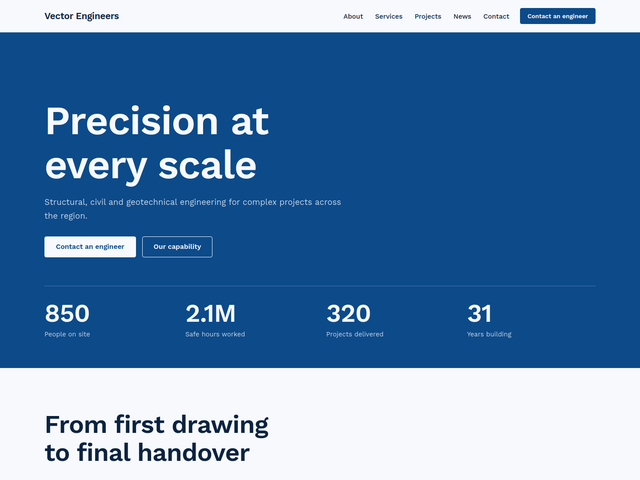 Vector Engineers
About Services Projects News Contact Contact an engineer
Precision at
every scale
Structural, civil and geotechnical engineering for complex projects across
the region.
Contact an engineer Our capability
850 2.1M 320 31
People on site Safe hours worked Projects delivered Years building
From first drawing
to final handover